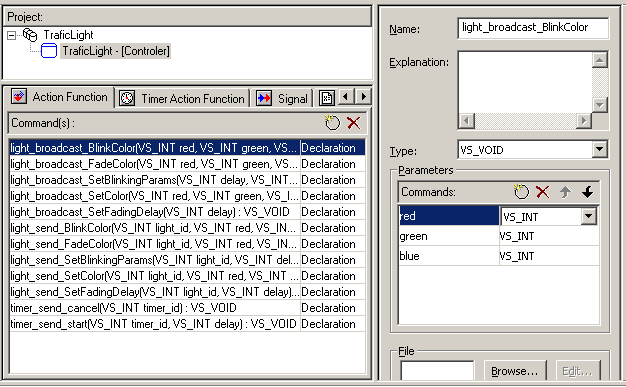 Project:
TraficLight
TraficLight - [Controler]
Action Function Timer Action Function Signal
Command(s) :
light_broadcast_BlinkColor(VS_INT red, VS_INT green, VS... Declaration
light_broadcast_FadeColor(VS_INT red, VS_INT green, VS... Declaration
light_broadcast_SetBlinkingParams(VS_INT delay, VS_INT... Declaration
light_broadcast_SetColor(VS_INT red, VS_INT green, VS_I... Declaration
light_broadcast_SetFadingDelay(VS_INT delay) : VS_VOID Declaration
light_send_BlinkColor(VS_INT light_id, VS_INT red, VS_INT... Declaration
light_send_FadeColor(VS_INT light_id, VS_INT red, VS_INT... Declaration
light_send_SetBlinkingParams(VS_INT light_id, VS_INT del... Declaration
light_send_SetColor(VS_INT light_id, VS_INT red, VS_INT ... Declaration
light_send_SetFadingDelay(VS_INT light_id, VS_INT delay)... Declaration
timer_send_cancel(VS_INT timer_id) : VS_VOID Declaration
timer_send_start(VS_INT timer_id, VS_INT delay) : VS_VOID Declaration
Name: light_broadcast_BlinkColor
Explanation:
Type: VS_VOID
Parameters
Commands:
red VS_INT
green VS_INT
blue VS_INT
File
Browse... Edit...